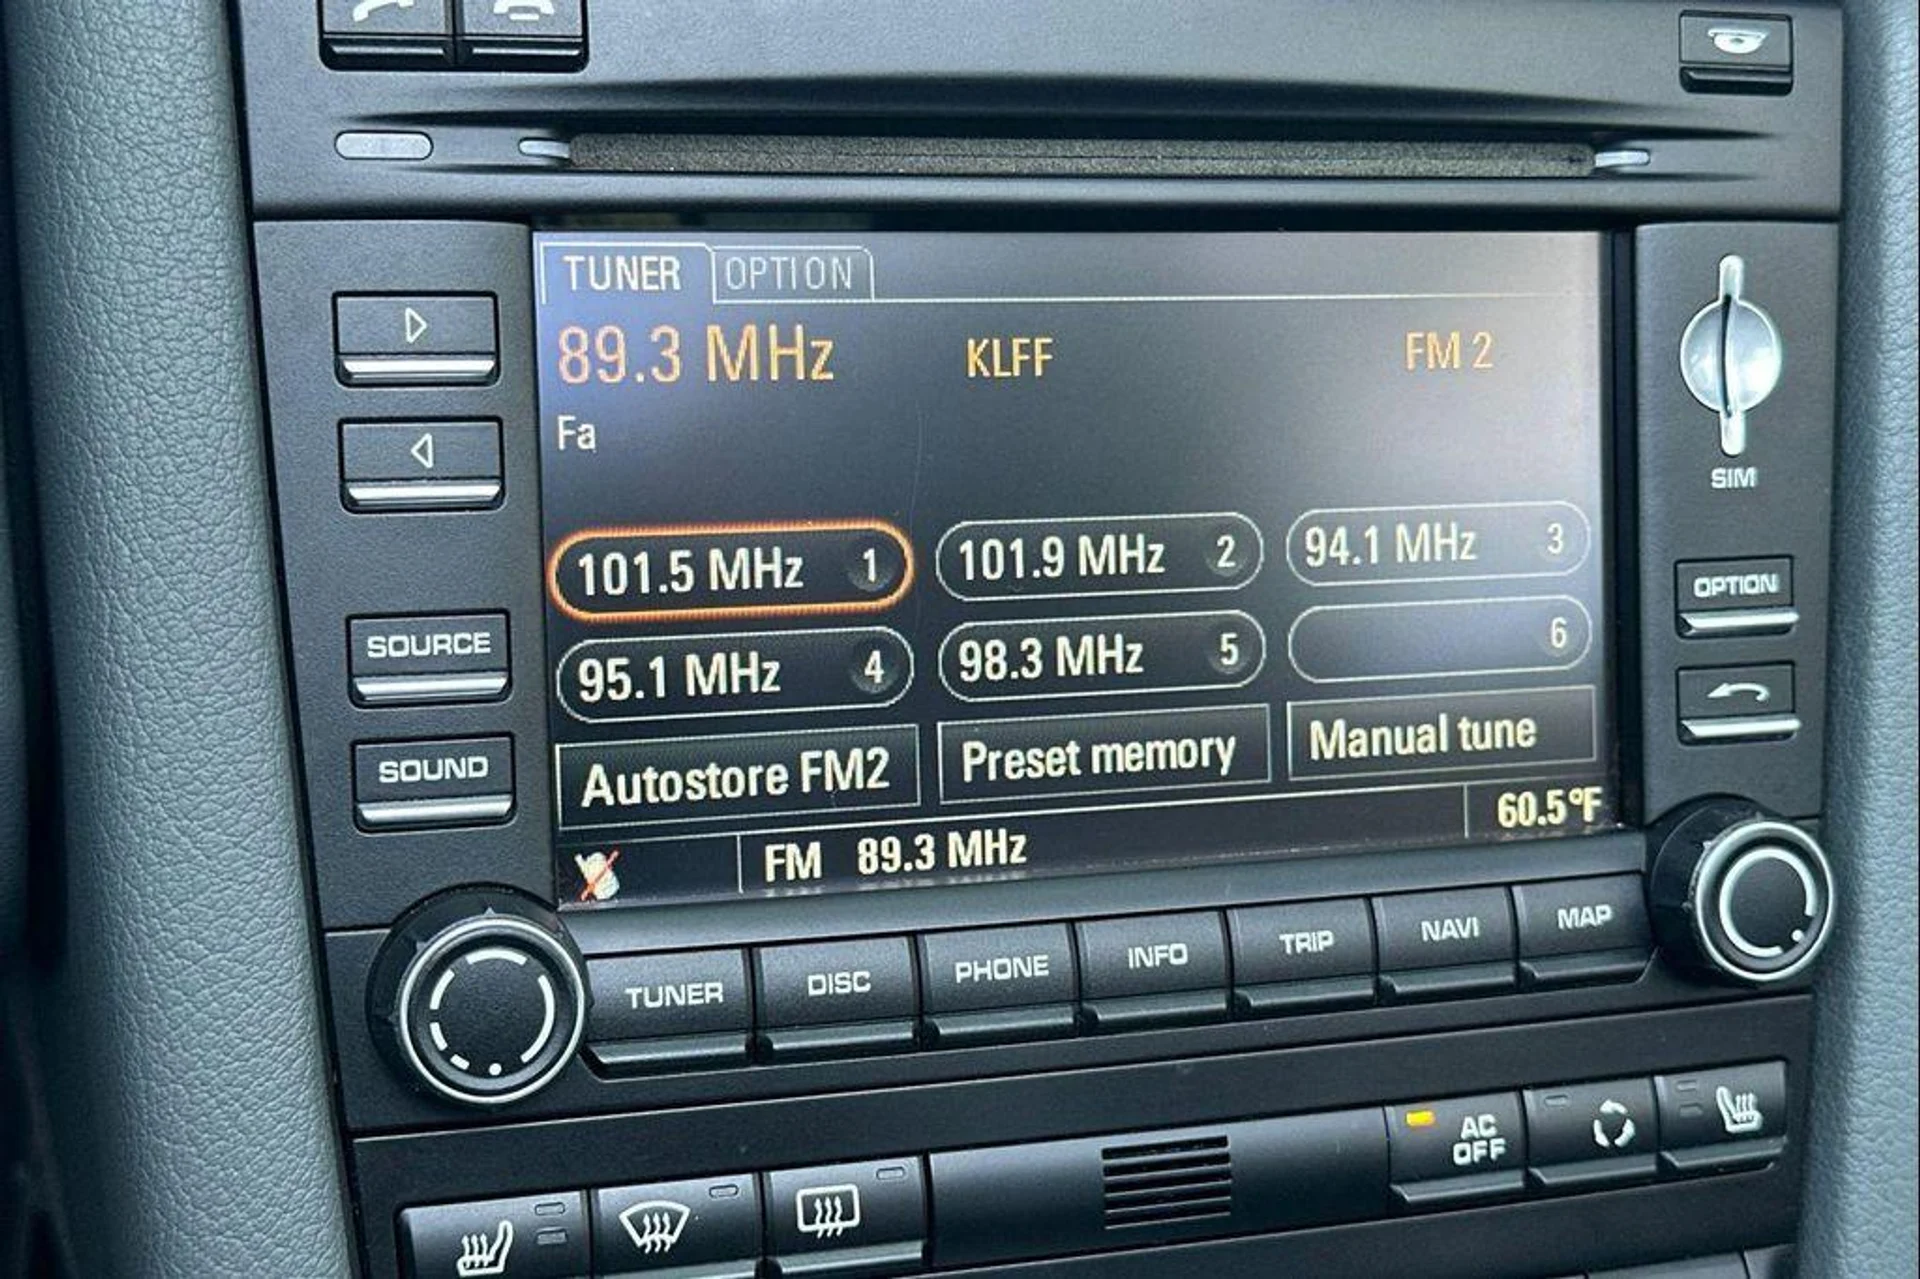 TUNER OPTION
89.3 MHz KLFF FM 2
Fa
SIM
101.5 MHz 1 101.9 MHz 2 94.1 MHz 3
OPTION
SOURCE
95.1 MHz 4 98.3 MHz 5 6
Autostore FM2 Preset memory Manual tune
SOUND
60.5°F
FM 89.3 MHz
TUNER DISC PHONE INFO TRIP NAVI MAP
AC
OFF